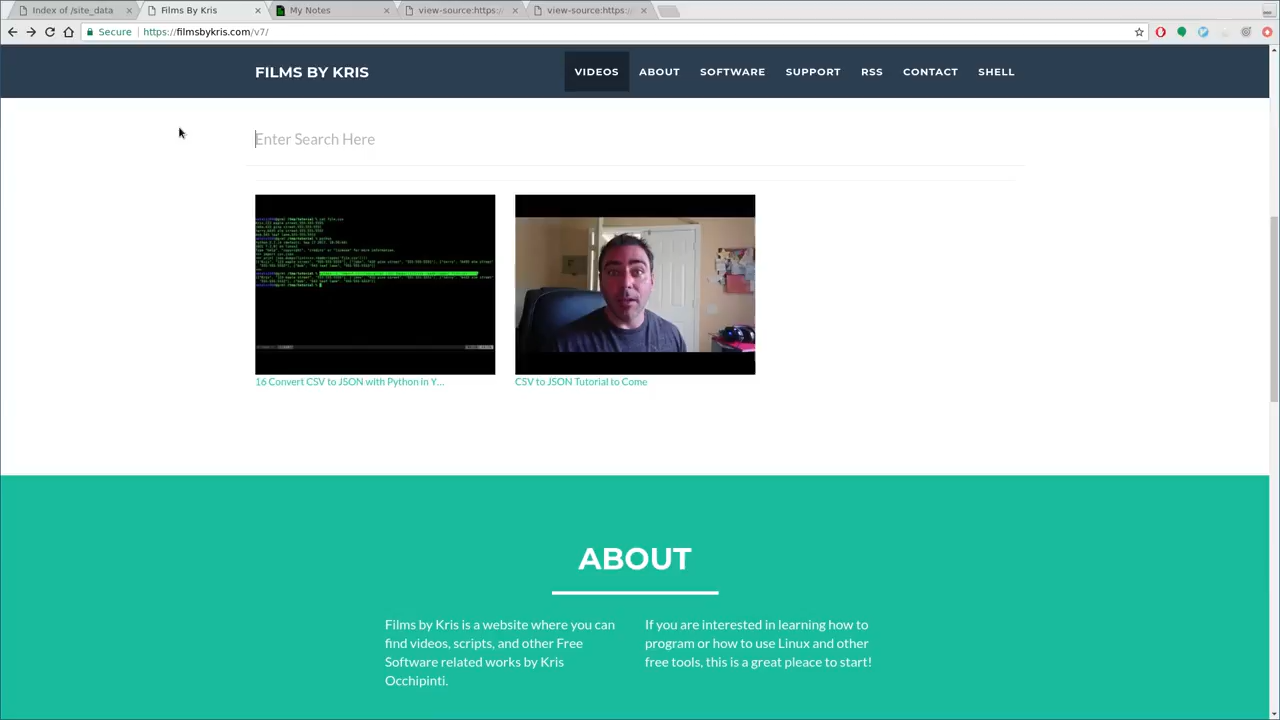 Index of /site_data
Films By Kris
My Notes
view-source:https:/
view-source:https:/
Secure https://filmsbykris.com/v7/
FILMS BY KRIS
VIDEOS ABOUT SOFTWARE SUPPORT RSS CONTACT SHELL
Enter Search Here
16 Convert CSV to JSON with Python in Y...
CSV to JSON Tutorial to Come
ABOUT
Films by Kris is a website where you can
find videos, scripts, and other Free
Software related works by Kris
Occhipinti.
If you are interested in learning how to
program or how to use Linux and other
free tools, this is a great pleace to start!